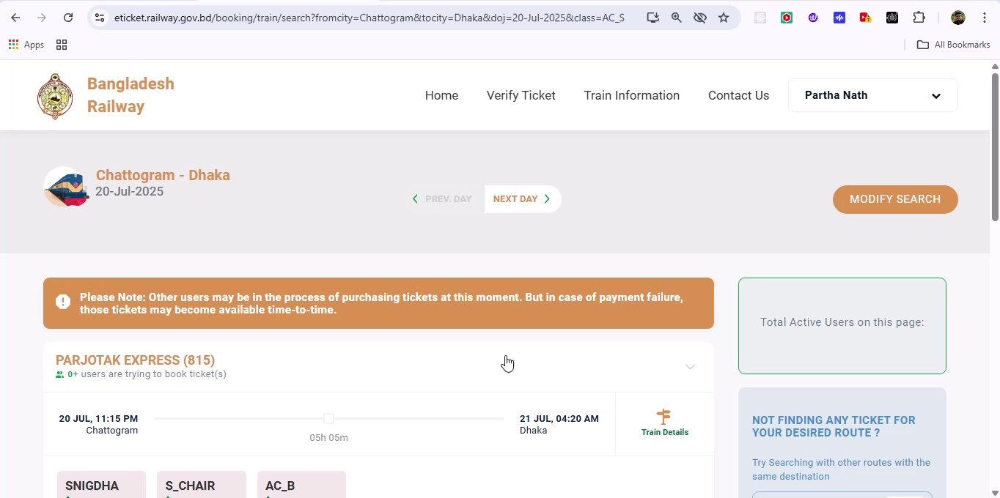 eticket.railway.gov.bd/booking/train/search?fromcity=Chattogram&tocity=Dhaka&doj=20-Jul-2025&class=AC_S
Apps
All Bookmarks
Bangladesh
Railway
Home
Verify Ticket
Train Information
Contact Us
Partha Nath
Chattogram - Dhaka
20-Jul-2025
PREV. DAY
NEXT DAY
MODIFY SEARCH
Please Note: Other users may be in the process of purchasing tickets at this moment. But in case of payment failure,
those tickets may become available time-to-time.
Total Active Users on this page:
PARJOTAK EXPRESS (815)
0+ users are trying to book ticket(s)
20 JUL, 11:15 PM
Chattogram
05h 05m
21 JUL, 04:20 AM
Dhaka
Train Details
NOT FINDING ANY TICKET FOR
YOUR DESIRED ROUTE ?
Try Searching with other routes with the
same destination
SNIGDHA
S_CHAIR
AC_B